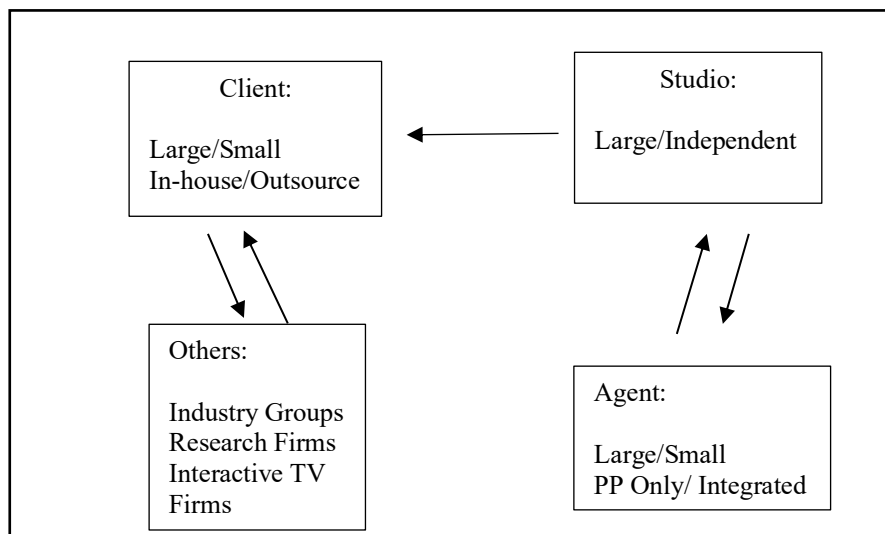 Client:
Large/Small
In-house/Outsource
Studio:
Large/Independent
Others:
Industry Groups
Research Firms
Interactive TV
Firms
Agent:
Large/Small
PP Only/ Integrated